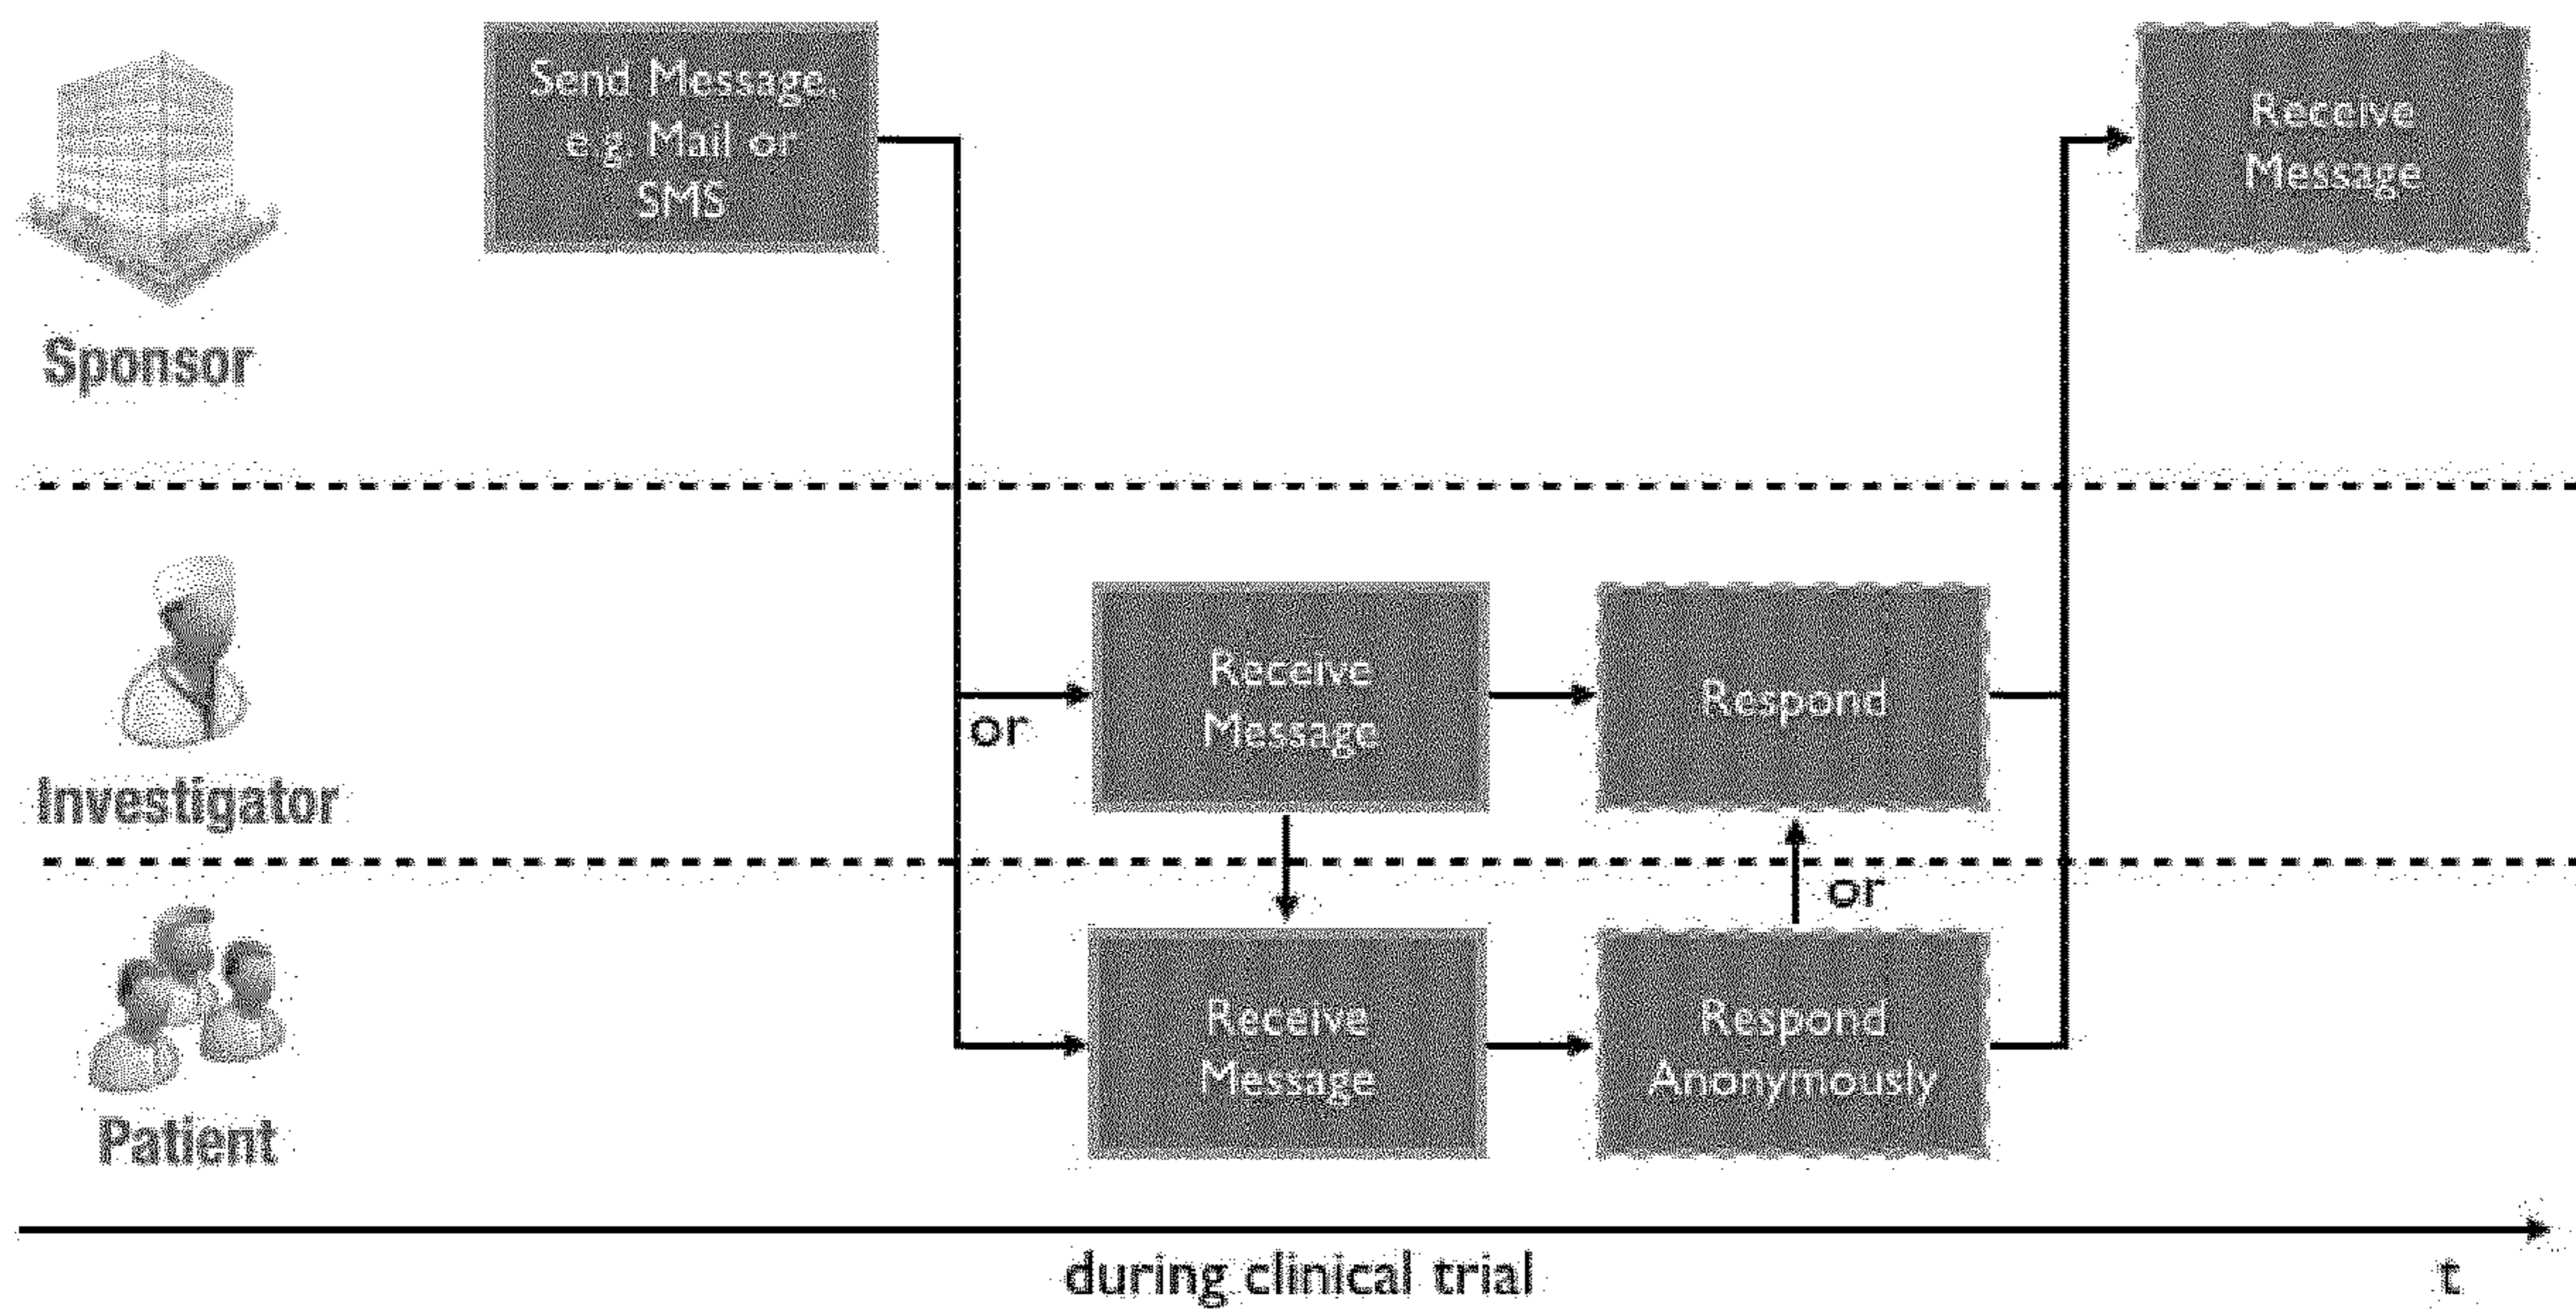 Send Message,
e.g. Mail or
SMS
Receive
Message
Sponsor
Receive
Message
Respond
or
Investigator
or
Receive
Message
Respond
Anonymously
Patient
during clinical trial
t